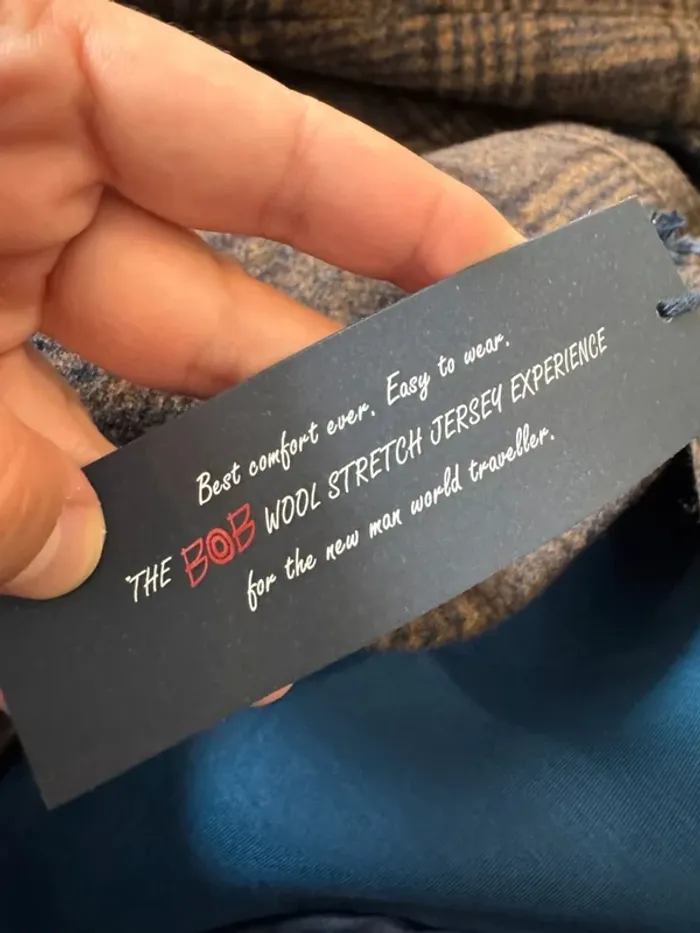 Best comfort ever. Easy to wear.
THE BOB WOOL STRETCH JERSEY EXPERIENCE
for the new man world traveller.